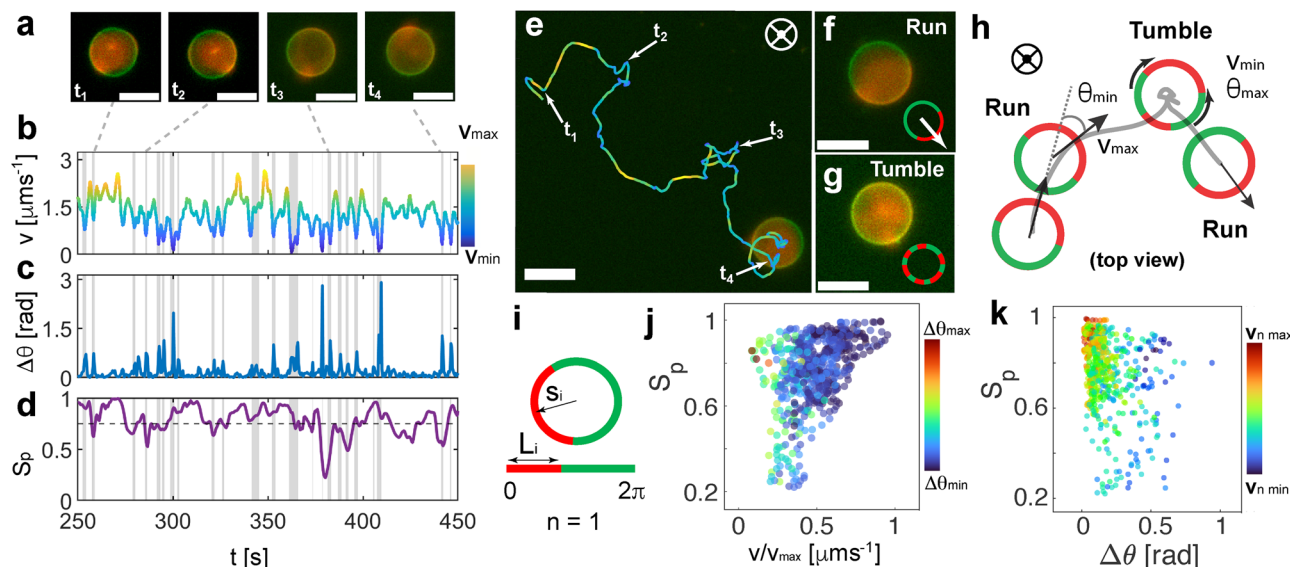 a
t1
t2
t3
t4
b
vmax
3
1.5
0
v [μms-1]
vmin
c
3
1.5
0
Δθ [rad]
d
1
0.5
0
Sp
250
300
350
400
450
t [s]
e
t1
t2
t3
t4
f
Run
g
Tumble
h
Tumble
vmin
θmax
θmin
Run
vmax
Run
(top view)
i
Si
Li
0
2π
n = 1
j
1
0.6
0.2
Sp
0
0.5
1
v/vmax [μms-1]
Δθmax
Δθmin
k
1
0.6
0.2
Sp
0
0.5
1
Δθ [rad]
vn max
vn min